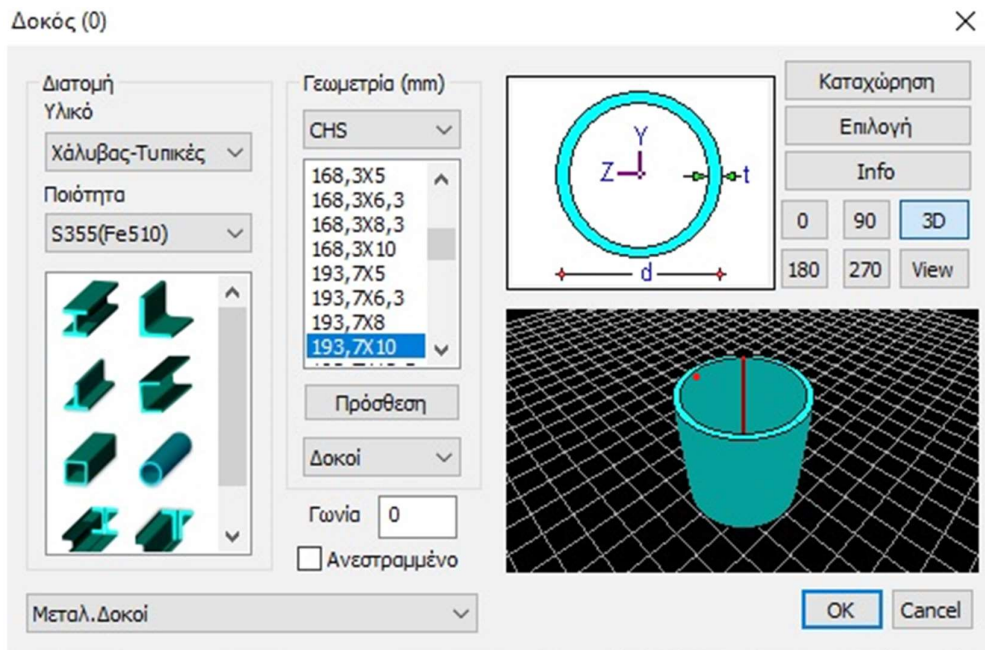 Δοκός (0)
Διατομή
Υλικό
Χάλυβας-Τυπικές
Ποιότητα
S355(Fe510)
Γεωμετρία (mm)
CHS
168,3X5
168,3X6,3
168,3X8,3
168,3X10
193,7X5
193,7X6,3
193,7X8
193,7X10
Πρόσθεση
Δοκοί
Γωνία 0
Ανεστραμμένο
Μεταλ.Δοκοί
Y
Z
t
d
Καταχώρηση
Επιλογή
Info
0 90 3D
180 270 View
OK Cancel